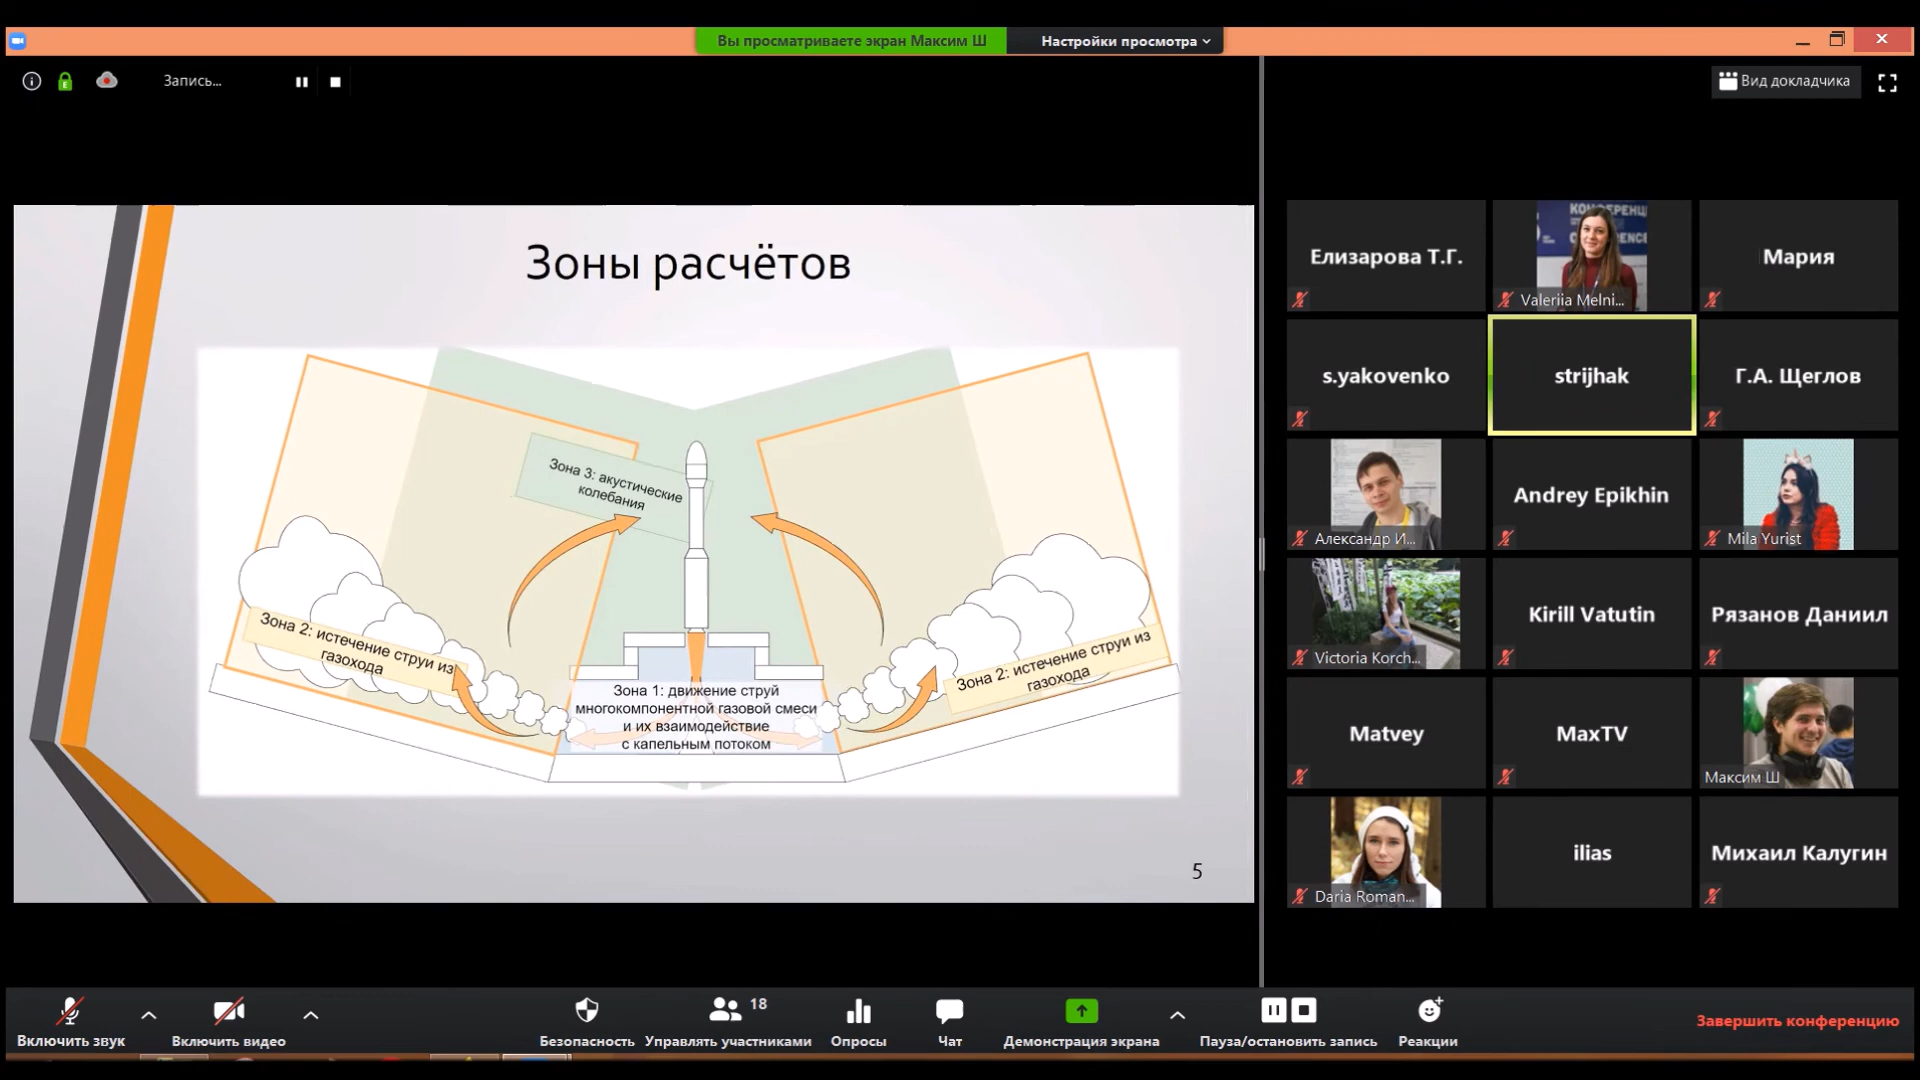 Вы просматриваете экран Максим Ш
Настройки просмотра
Запись...
Вид докладчика
Зоны расчётов
Зона 3: акустические
колебания
Зона 2: истечение струи из
газохода
Зона 1: движение струй
многокомпонентной газовой смеси
и их взаимодействие
с капельным потоком
Зона 2: истечение струи из
газохода
5
Елизарова Т.Г.
КОНФЕРЕНЦ
Valeriia Melni...
Мария
s.yakovenko
strijhak
Г.А. Щеглов
Александр И...
Andrey Epikhin
Mila Yurist
Victoria Korch...
Kirill Vatutin
Рязанов Даниил
Matvey
MaxTV
Максим Ш
Daria Roman...
ilias
Михаил Калугин
Включить звук
Включить видео
Безопасность
18
Управлять участниками
Опросы
Чат
Демонстрация экрана
Пауза/остановить запись
Реакции
Завершить конференцию